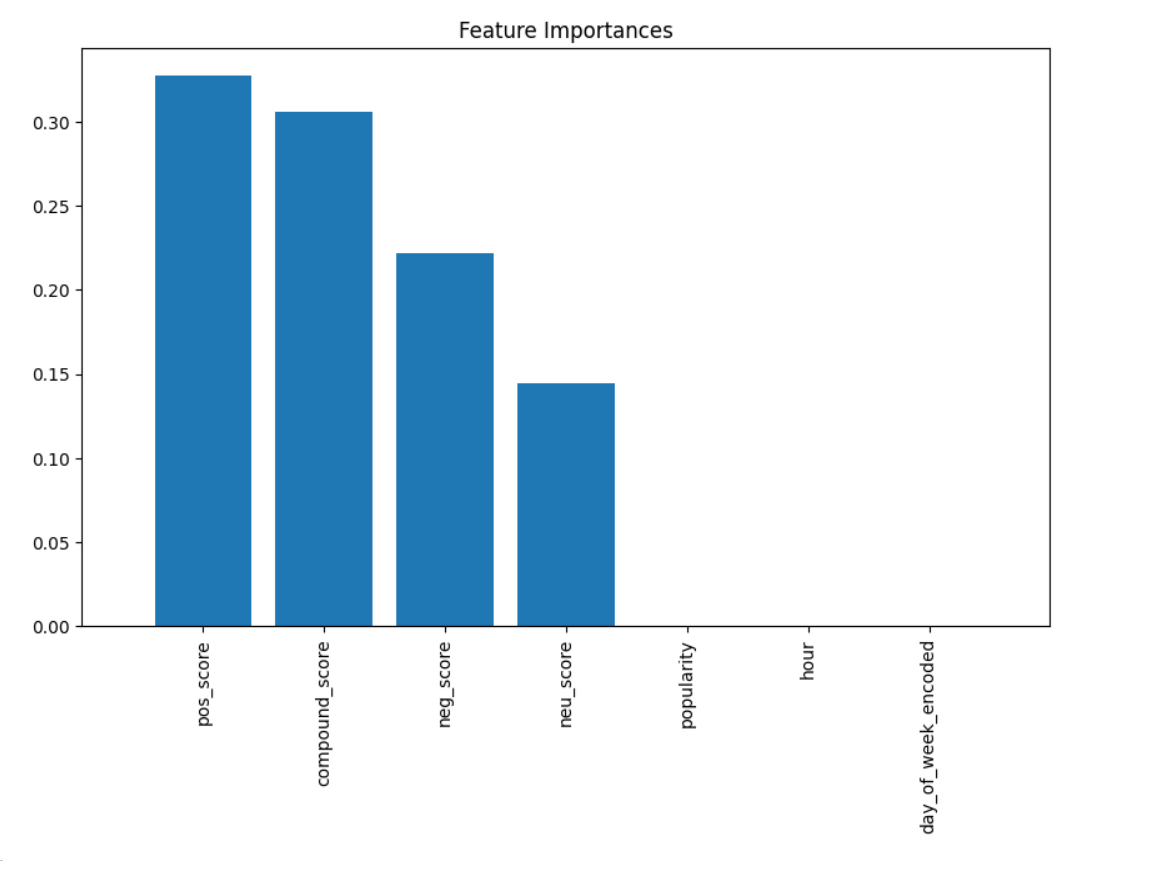 Feature Importances
0.30
0.25
0.20
0.15
0.10
0.05
0.00
pos_score
compound_score
neg_score
neu_score
popularity
hour
day_of_week_encoded